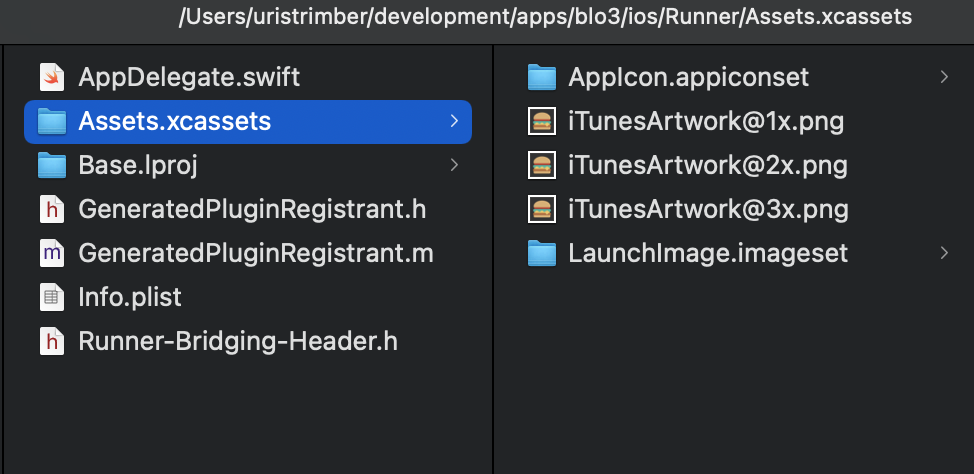 /Users/uristrimber/development/apps/blo3/ios/Runner/Assets.xcassets
AppDelegate.swift
Assets.xcassets
Base.lproj
GeneratedPluginRegistrant.h
GeneratedPluginRegistrant.m
Info.plist
Runner-Bridging-Header.h
AppIcon.appiconset
iTunesArtwork@1x.png
iTunesArtwork@2x.png
iTunesArtwork@3x.png
LaunchImage.imageset